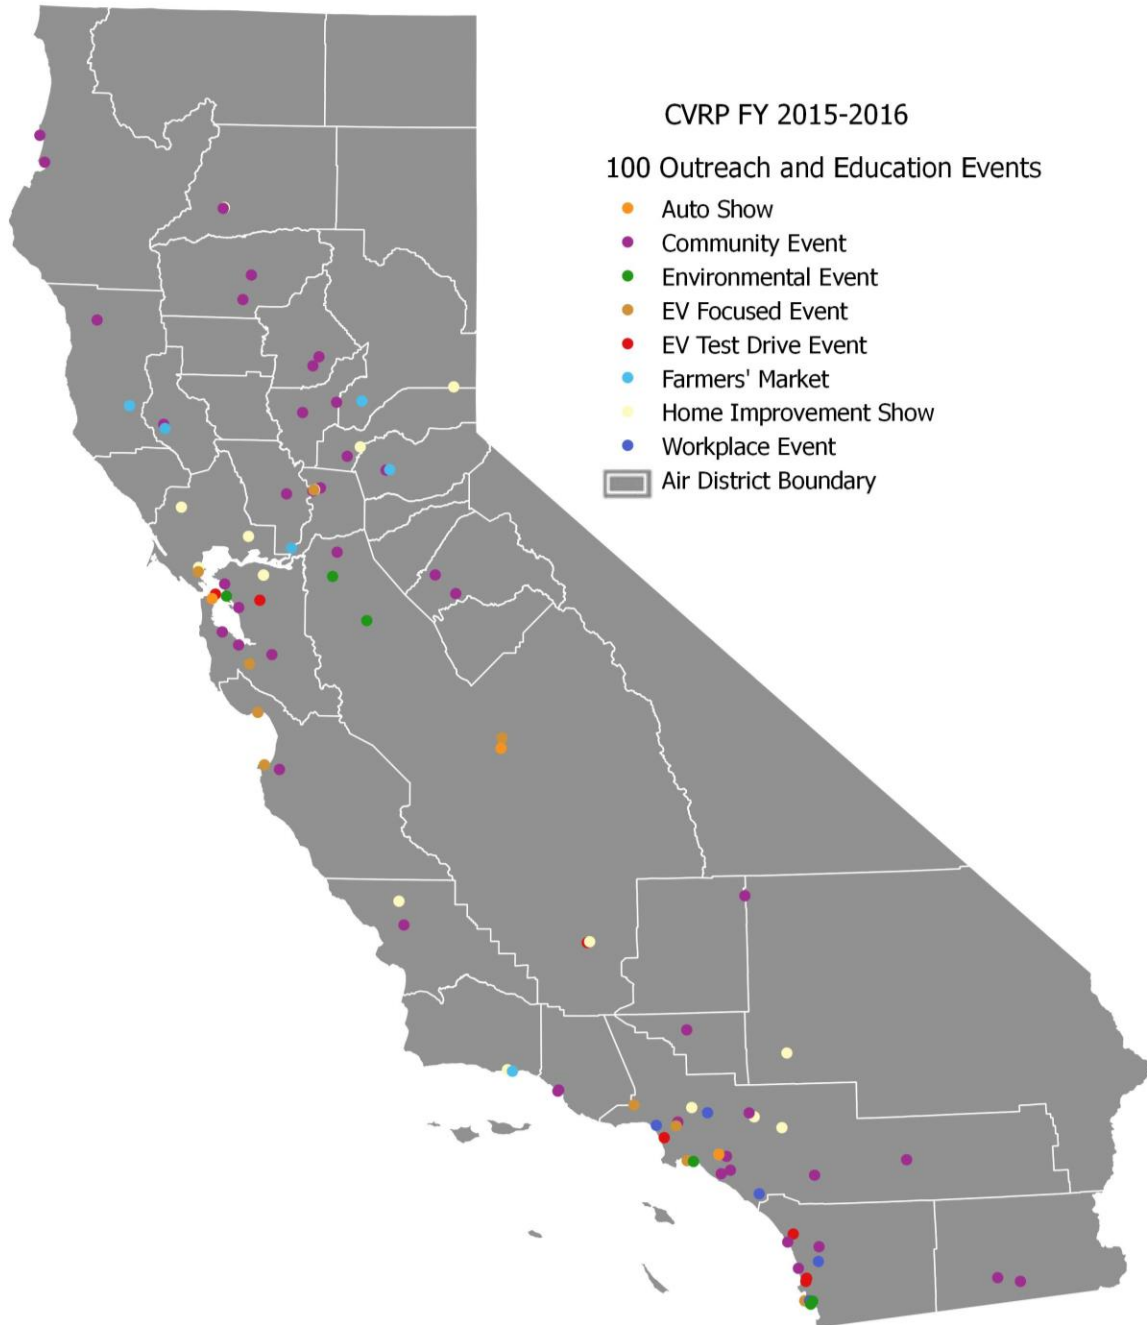 CVRP FY 2015-2016
100 Outreach and Education Events
Auto Show
Community Event
Environmental Event
EV Focused Event
EV Test Drive Event
Farmers' Market
Home Improvement Show
Workplace Event
Air District Boundary